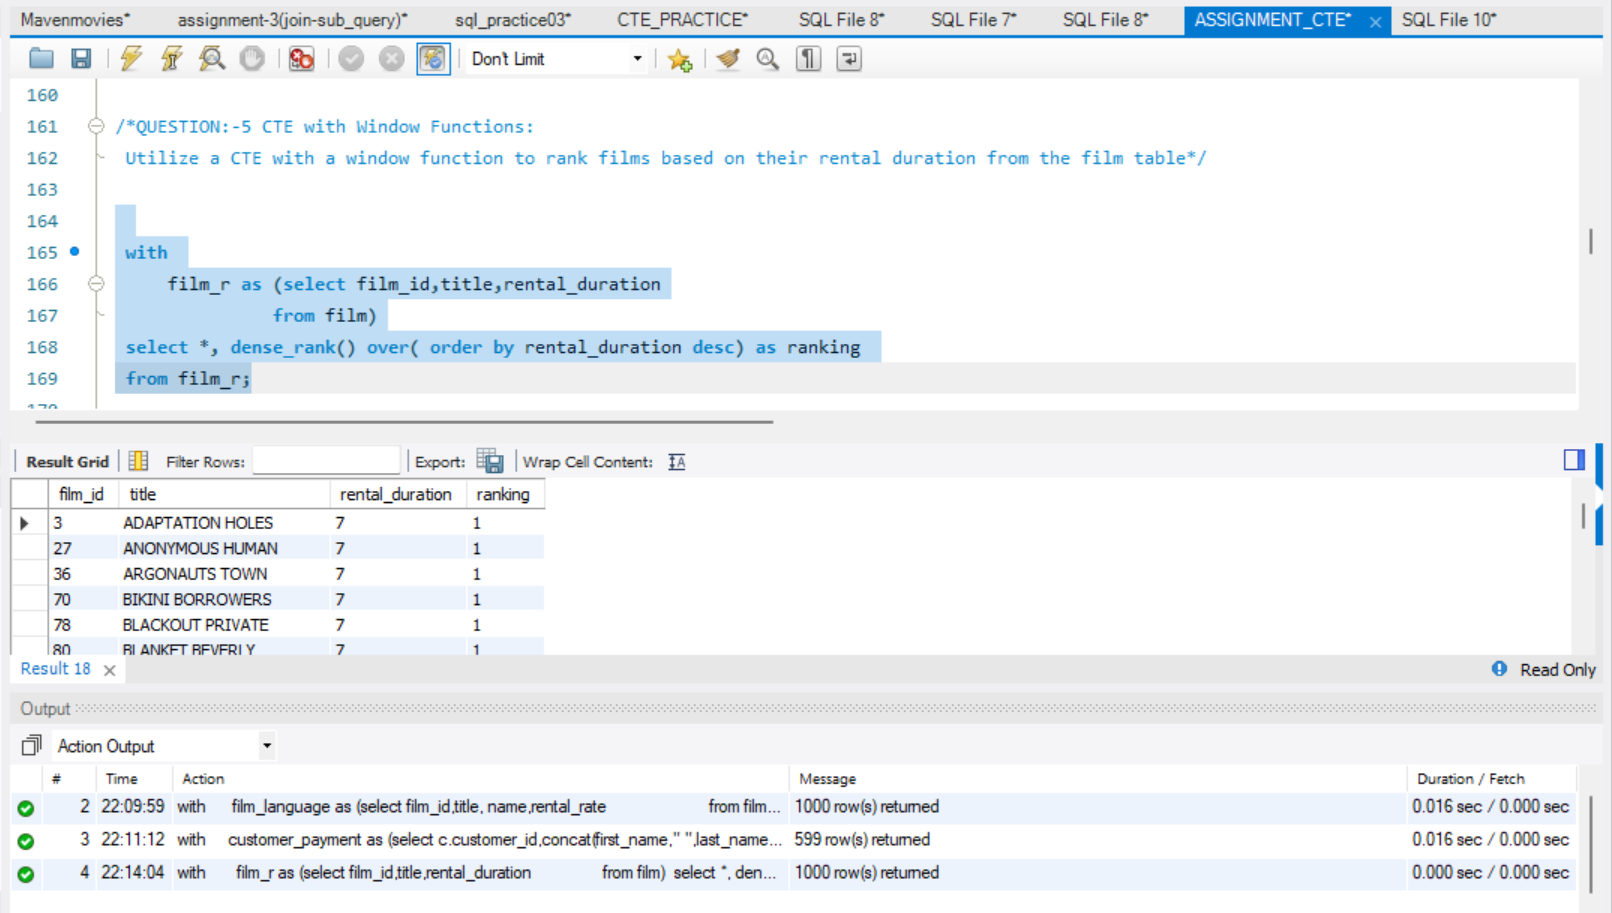 Mavenmovies* assignment-3(join-sub_query)* sql_practice03* CTE_PRACTICE* SQL File 8* SQL File 7* SQL File 8* ASSIGNMENT_CTE* SQL File 10*
Don't Limit
160
161 /*QUESTION:-5 CTE with Window Functions:
162 Utilize a CTE with a window function to rank films based on their rental duration from the film table*/
163
164
165 with
166 film_r as (select film_id,title,rental_duration
167 from film)
168 select *, dense_rank() over( order by rental_duration desc) as ranking
169 from film_r;
170
Result Grid Filter Rows: Export: Wrap Cell Content:
film_id title rental_duration ranking
3 ADAPTATION HOLES 7 1
27 ANONYMOUS HUMAN 7 1
36 ARGONAUTS TOWN 7 1
70 BIKINI BORROWERS 7 1
78 BLACKOUT PRIVATE 7 1
80 BLANKET BEVERLY 7 1
Result 18 Read Only
Output
Action Output
# Time Action Message Duration / Fetch
2 22:09:59 with film_language as (select film_id,title, name,rental_rate from film... 1000 row(s) returned 0.016 sec / 0.000 sec
3 22:11:12 with customer_payment as (select c.customer_id,concat(first_name," ",last_name... 599 row(s) returned 0.016 sec / 0.000 sec
4 22:14:04 with film_r as (select film_id,title,rental_duration from film) select *, den... 1000 row(s) returned 0.000 sec / 0.000 sec